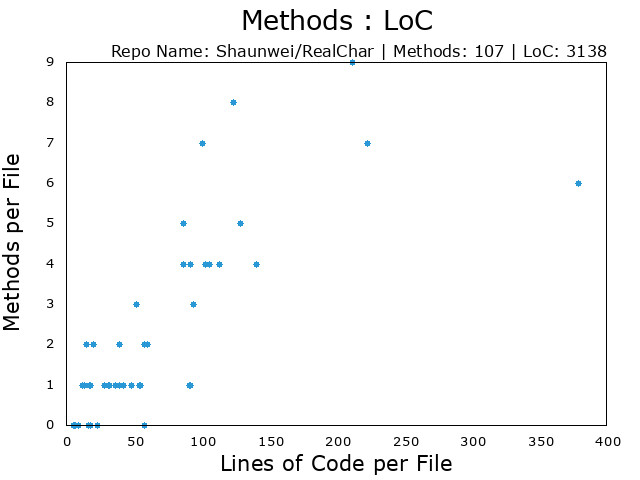 Methods : LoC
Repo Name: Shaunwei/RealChar | Methods: 107 | LoC: 3138
9
8
7
6
5
4
3
2
1
0
Methods per File
0 50 100 150 200 250 300 350 400
Lines of Code per File